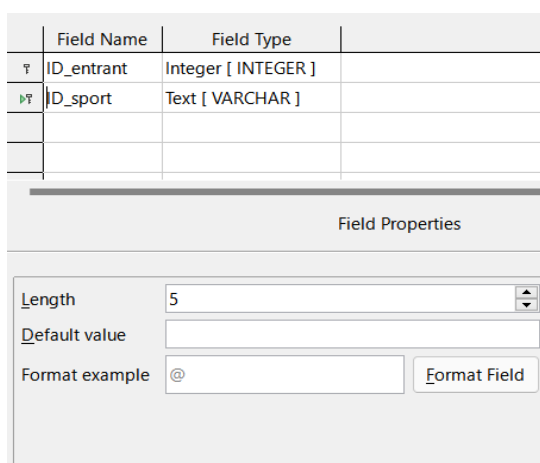 Field Name Field Type
ID_entrant Integer [ INTEGER ]
ID_sport Text [ VARCHAR ]
Field Properties
Length 5
Default value
Format example @ Format Field